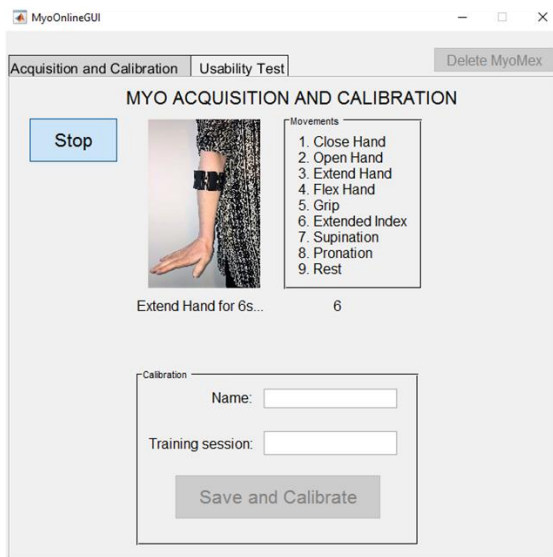 MyoOnlineGUI
Delete MyoMex
Acquisition and Calibration
Usability Test
MYO ACQUISITION AND CALIBRATION
Stop
Movements
1. Close Hand
2. Open Hand
3. Extend Hand
4. Flex Hand
5. Grip
6. Extended Index
7. Supination
8. Pronation
9. Rest
Extend Hand for 6s...
6
Calibration
Name:
Training session:
Save and Calibrate